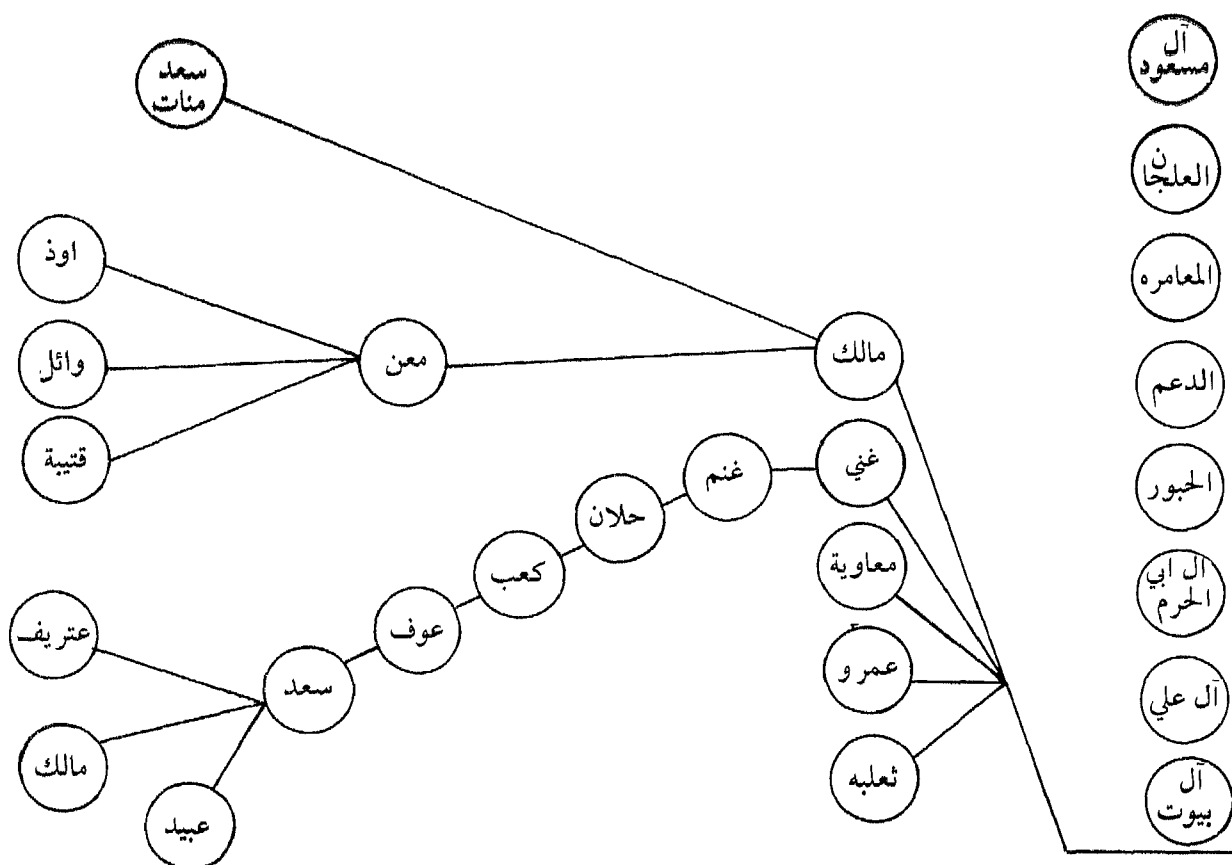 آل
مسعود
العلجان
المعامره
الدعم
الحبور
آل ابي
الحرم
آل علي
آل
بيوت
سعد
منات
مالك
معن
اوذ
وائل
قتيبة
غني
غنم
حلان
كعب
عوف
سعد
عتريف
مالك
عبيد
معاوية
عمرو
ثعلبه